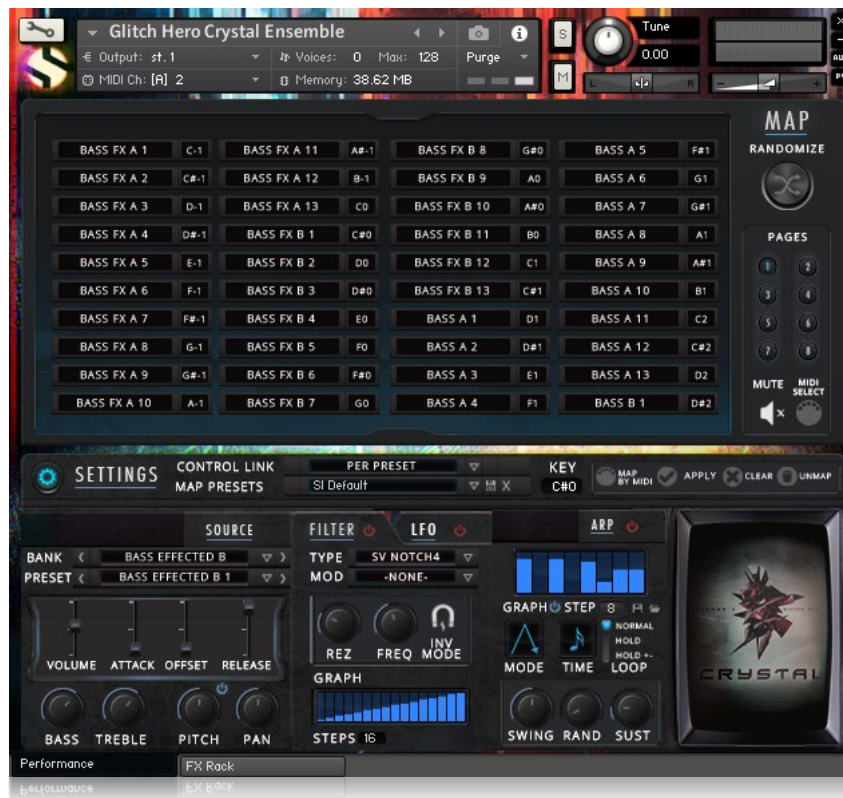 Glitch Hero Crystal Ensemble
Output: st.1 Voices: 0 Max: 128 Purge
MIDI Ch: [A] 2 Memory: 38.62 MB
S
M
Tune
0.00
L R
- +
AU
MAP
RANDOMIZE
BASS FX A 1 C-1 BASS FX A 11 A#-1 BASS FX B 8 G#0 BASS A 5 F#1
BASS FX A 2 C#-1 BASS FX A 12 B-1 BASS FX B 9 A0 BASS A 6 G1
BASS FX A 3 D-1 BASS FX A 13 C0 BASS FX B 10 A#0 BASS A 7 G#1
BASS FX A 4 D#-1 BASS FX B 1 C#0 BASS FX B 11 B0 BASS A 8 A1
BASS FX A 5 E-1 BASS FX B 2 D0 BASS FX B 12 C1 BASS A 9 A#1
BASS FX A 6 F-1 BASS FX B 3 D#0 BASS FX B 13 C#1 BASS A 10 B1
BASS FX A 7 F#-1 BASS FX B 4 E0 BASS A 1 D1 BASS A 11 C2
BASS FX A 8 G-1 BASS FX B 5 F0 BASS A 2 D#1 BASS A 12 C#2
BASS FX A 9 G#-1 BASS FX B 6 F#0 BASS A 3 E1 BASS A 13 D2
BASS FX A 10 A-1 BASS FX B 7 G0 BASS A 4 F1 BASS B 1 D#2
PAGES
1 2
3 4
5 6
7 8
MUTE MIDI SELECT
SETTINGS
CONTROL LINK PER PRESET
MAP PRESETS SI Default
KEY
C#0
MAP BY MIDI APPLY CLEAR UNMAP
SOURCE
BANK BASS EFFECTED B
PRESET BASS EFFECTED B 1
VOLUME ATTACK OFFSET RELEASE
BASS TREBLE PITCH PAN
FILTER LFO
TYPE SV NOTCH4
MOD -NONE-
REZ FREQ INV MODE
GRAPH
STEPS 16
ARP
GRAPH STEP 8
NORMAL
HOLD
HOLD +-
MODE TIME LOOP
SWING RAND SUST
CRYSTAL
Performance FX Rack